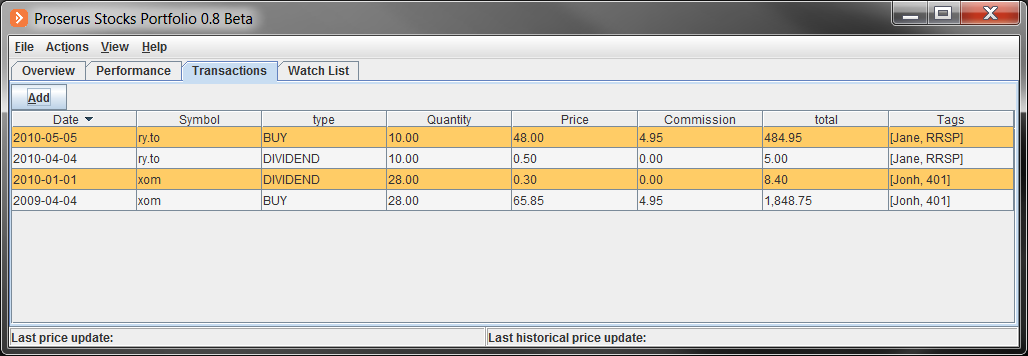 Proserus Stocks Portfolio 0.8 Beta
File Actions View Help
Overview Performance Transactions Watch List
Add
Date Symbol type Quantity Price Commission total Tags
2010-05-05 ry.to BUY 10.00 48.00 4.95 484.95 [Jane, RRSP]
2010-04-04 ry.to DIVIDEND 10.00 0.50 0.00 5.00 [Jane, RRSP]
2010-01-01 xom DIVIDEND 28.00 0.30 0.00 8.40 [Jonh, 401]
2009-04-04 xom BUY 28.00 65.85 4.95 1,848.75 [Jonh, 401]
Last price update: Last historical price update: